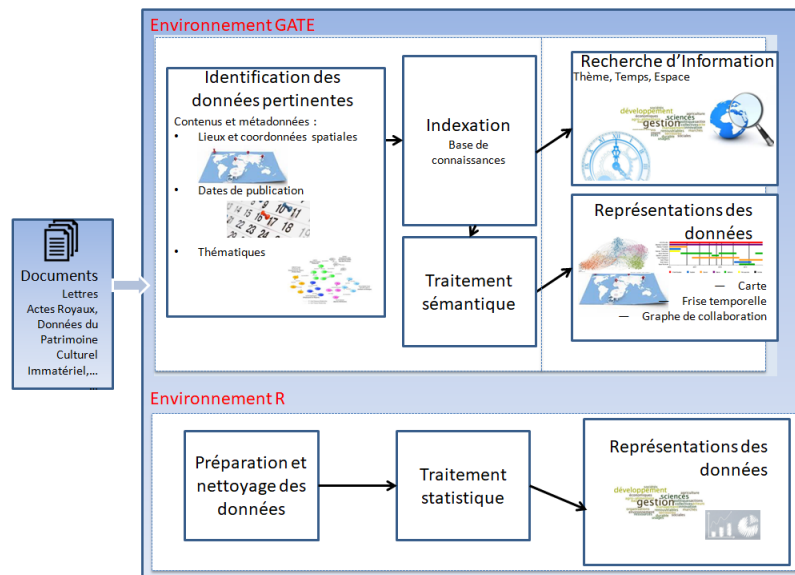 Environnement GATE
Identification des
données pertinentes
Contenus et métadonnées :
• Lieux et coordonnées spatiales
• Dates de publication
• Thématiques
Indexation
Base de
connaissances
Traitement
sémantique
Recherche d'Information
Thème, Temps, Espace
développement
sciences
gestion
Représentations des
données
— Carte
— Frise temporelle
— Graphe de collaboration
Documents
Lettres
Actes Royaux,
Données du
Patrimoine
Culturel
Immatériel,...
...
Environnement R
Préparation et
nettoyage des
données
Traitement
statistique
Représentations des
données
développement
sciences
gestion